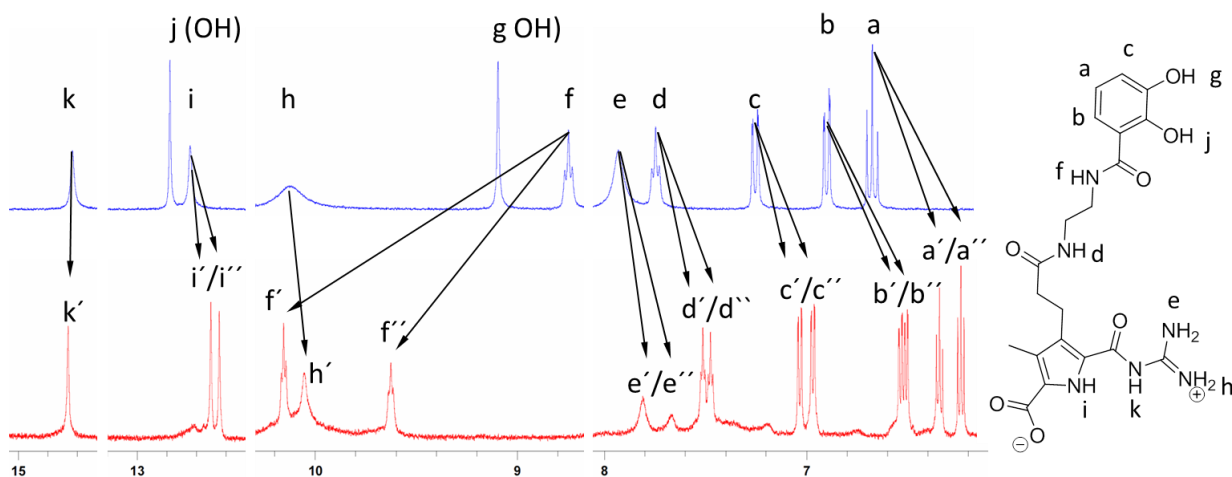 j (OH)
g OH)
k
i
h
f
e
d
b
a
c
k´
i´/i´´
f´
h´
f´´
e´/e´´
d´/d``
c´/c´´
b´/b´´
a´/a´´
15
13
10
9
8
7
c
g
a
OH
b
OH
j
f
HN
O
O
NH
d
e
O
NH2
N
H
NH2
h
⊕
NH
i
k
O
O
⊖